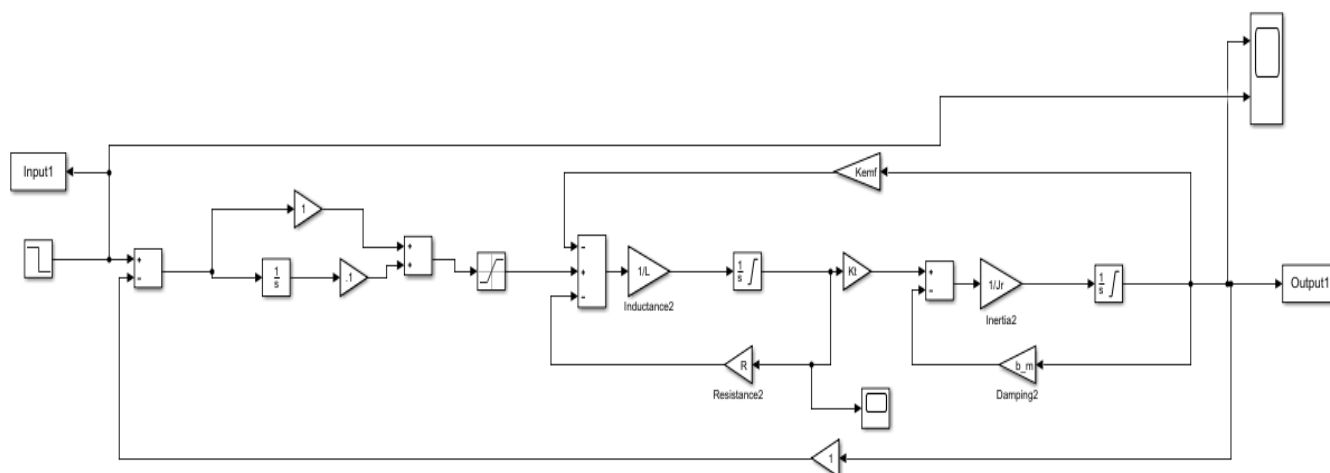 Input1
Kemf
1
+
-
1
s
.1
+
+
-
+
-
1/L
Inductance2
1
s
Kt
+
-
1/Jr
Inertia2
1
s
Output1
R
Resistance2
b_m
Damping2
1